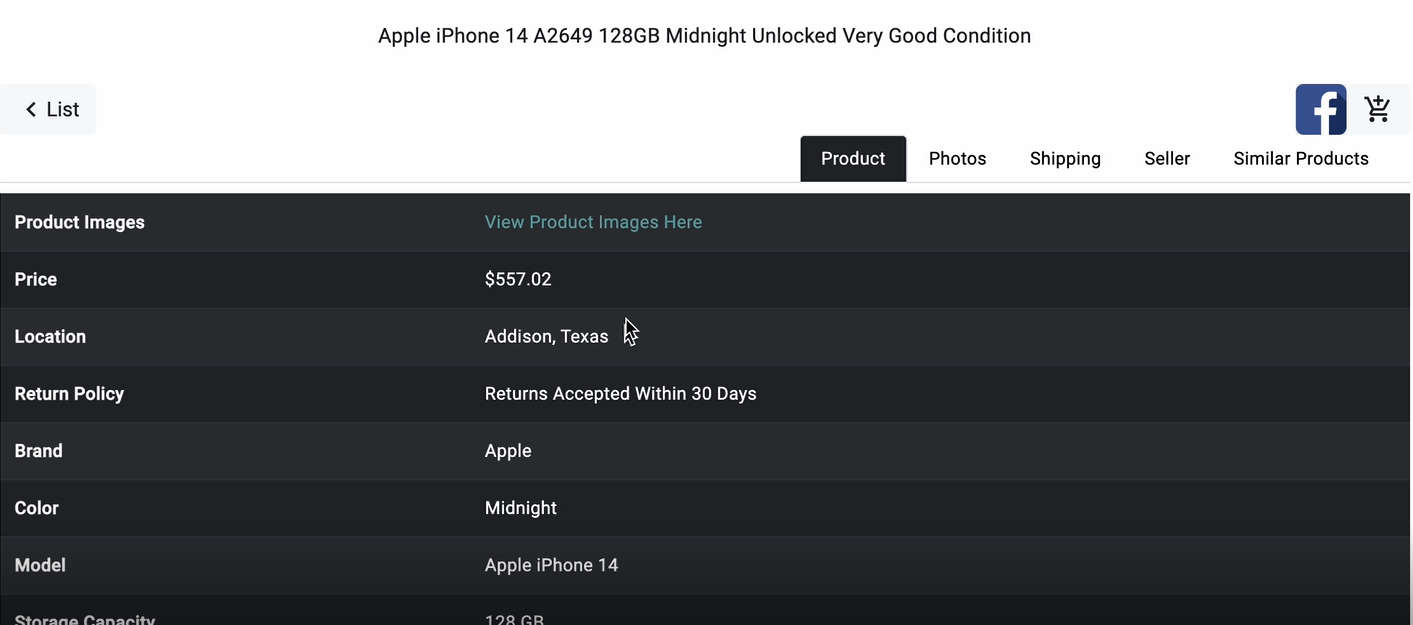 Apple iPhone 14 A2649 128GB Midnight Unlocked Very Good Condition
List
Product Photos Shipping Seller Similar Products
Product Images View Product Images Here
Price $557.02
Location Addison, Texas
Return Policy Returns Accepted Within 30 Days
Brand Apple
Color Midnight
Model Apple iPhone 14
Storage Capacity 128 GB